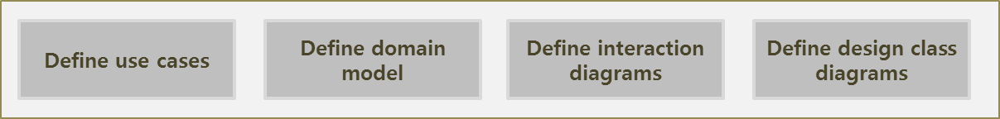 Define use cases
Define domain
model
Define interaction
diagrams
Define design class
diagrams